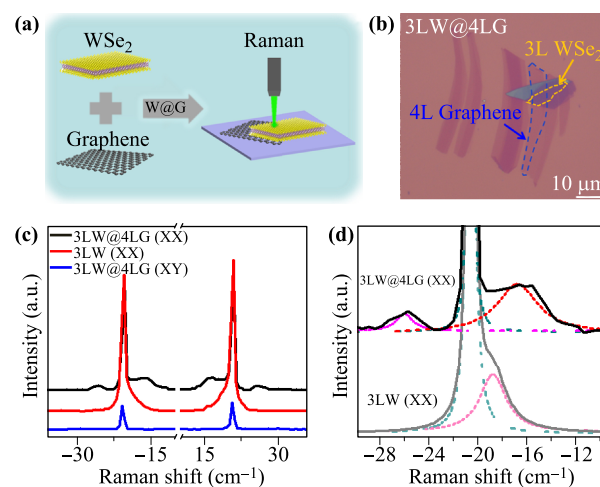 (a)
WSe2
Raman
W@G
Graphene
(b) 3LW@4LG
3L WSe2
4L Graphene
10 μm
(c)
3LW@4LG (XX)
3LW (XX)
3LW@4LG (XY)
Intensity (a.u.)
−36 −15 15 36
Raman shift (cm−1)
(d)
3LW@4LG (XX)
3LW (XX)
Intensity (a.u.)
−28 −24 −20 −16 −12
Raman shift (cm−1)